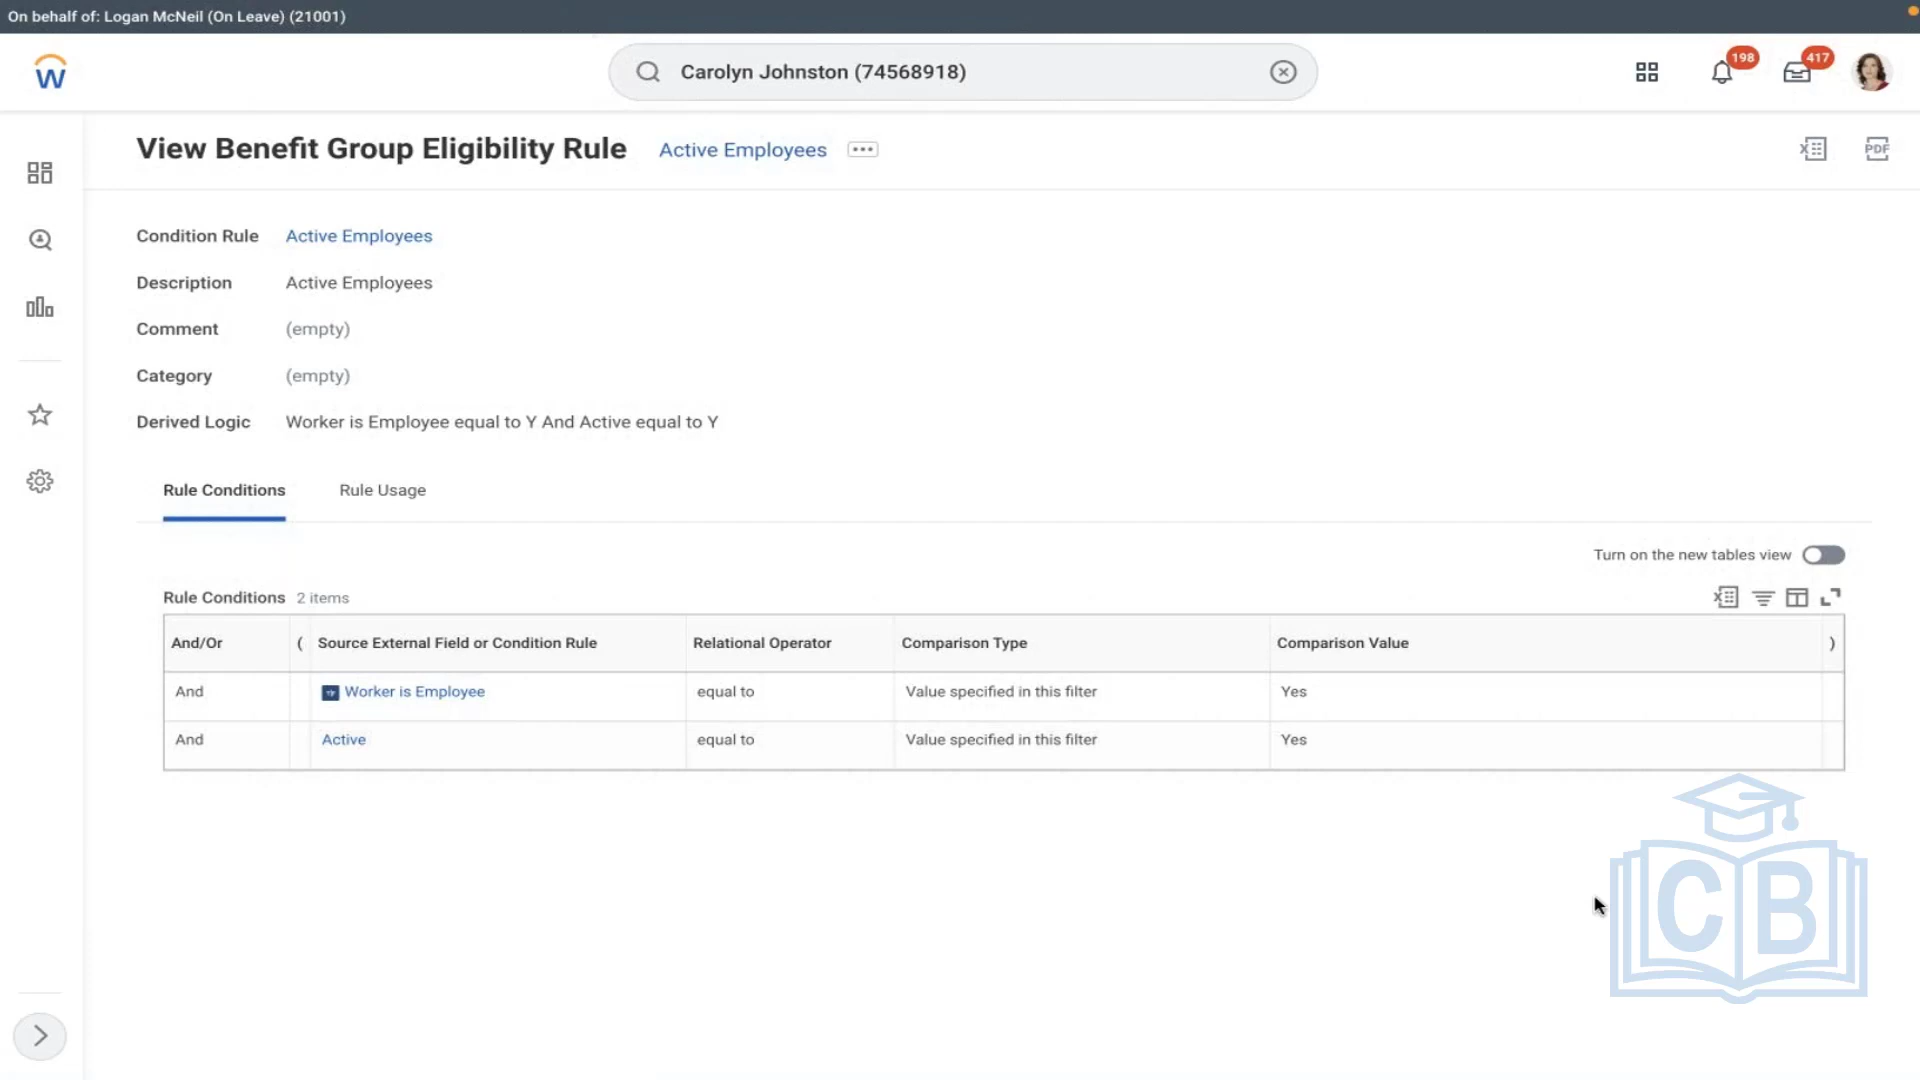 On behalf of: Logan McNeil (On Leave) (21001)
W
Carolyn Johnston (74568918)
198
417
View Benefit Group Eligibility Rule Active Employees
PDF
Condition Rule Active Employees
Description Active Employees
Comment (empty)
Category (empty)
Derived Logic Worker is Employee equal to Y And Active equal to Y
Rule Conditions Rule Usage
Turn on the new tables view
Rule Conditions 2 items
And/Or ( Source External Field or Condition Rule Relational Operator Comparison Type Comparison Value )
And Worker is Employee equal to Value specified in this filter Yes
And Active equal to Value specified in this filter Yes
CB